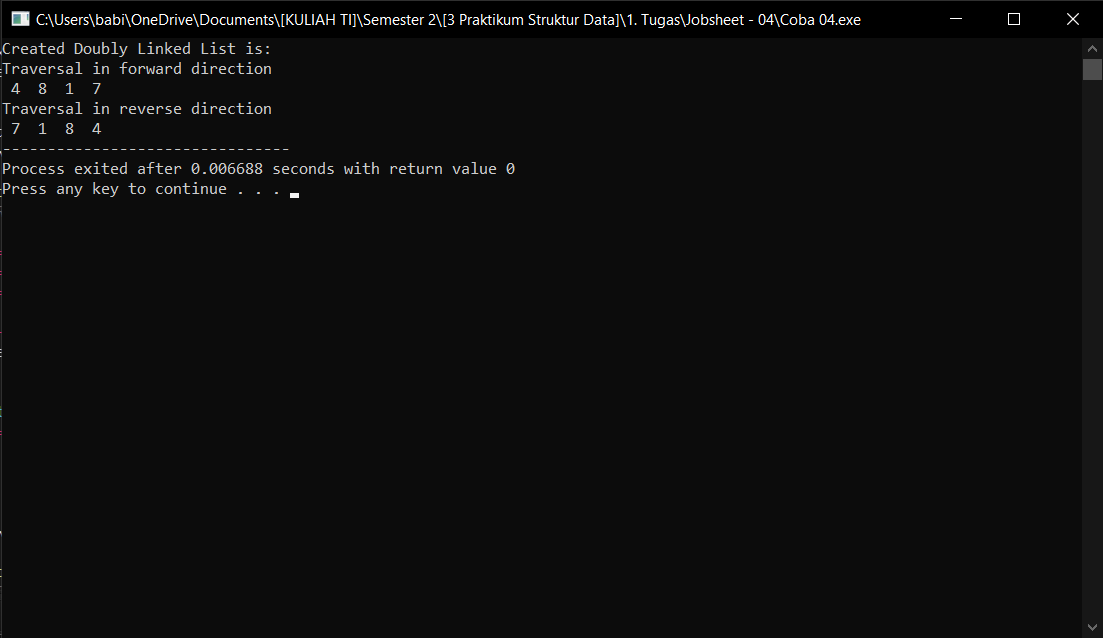 C:\Users\babi\OneDrive\Documents\[KULIAH TI]\Semester 2\[3 Praktikum Struktur Data]\1. Tugas\Jobsheet - 04\Coba 04.exe
Created Doubly Linked List is:
Traversal in forward direction
 4  8  1  7
Traversal in reverse direction
 7  1  8  4
--------------------------------
Process exited after 0.006688 seconds with return value 0
Press any key to continue . . .